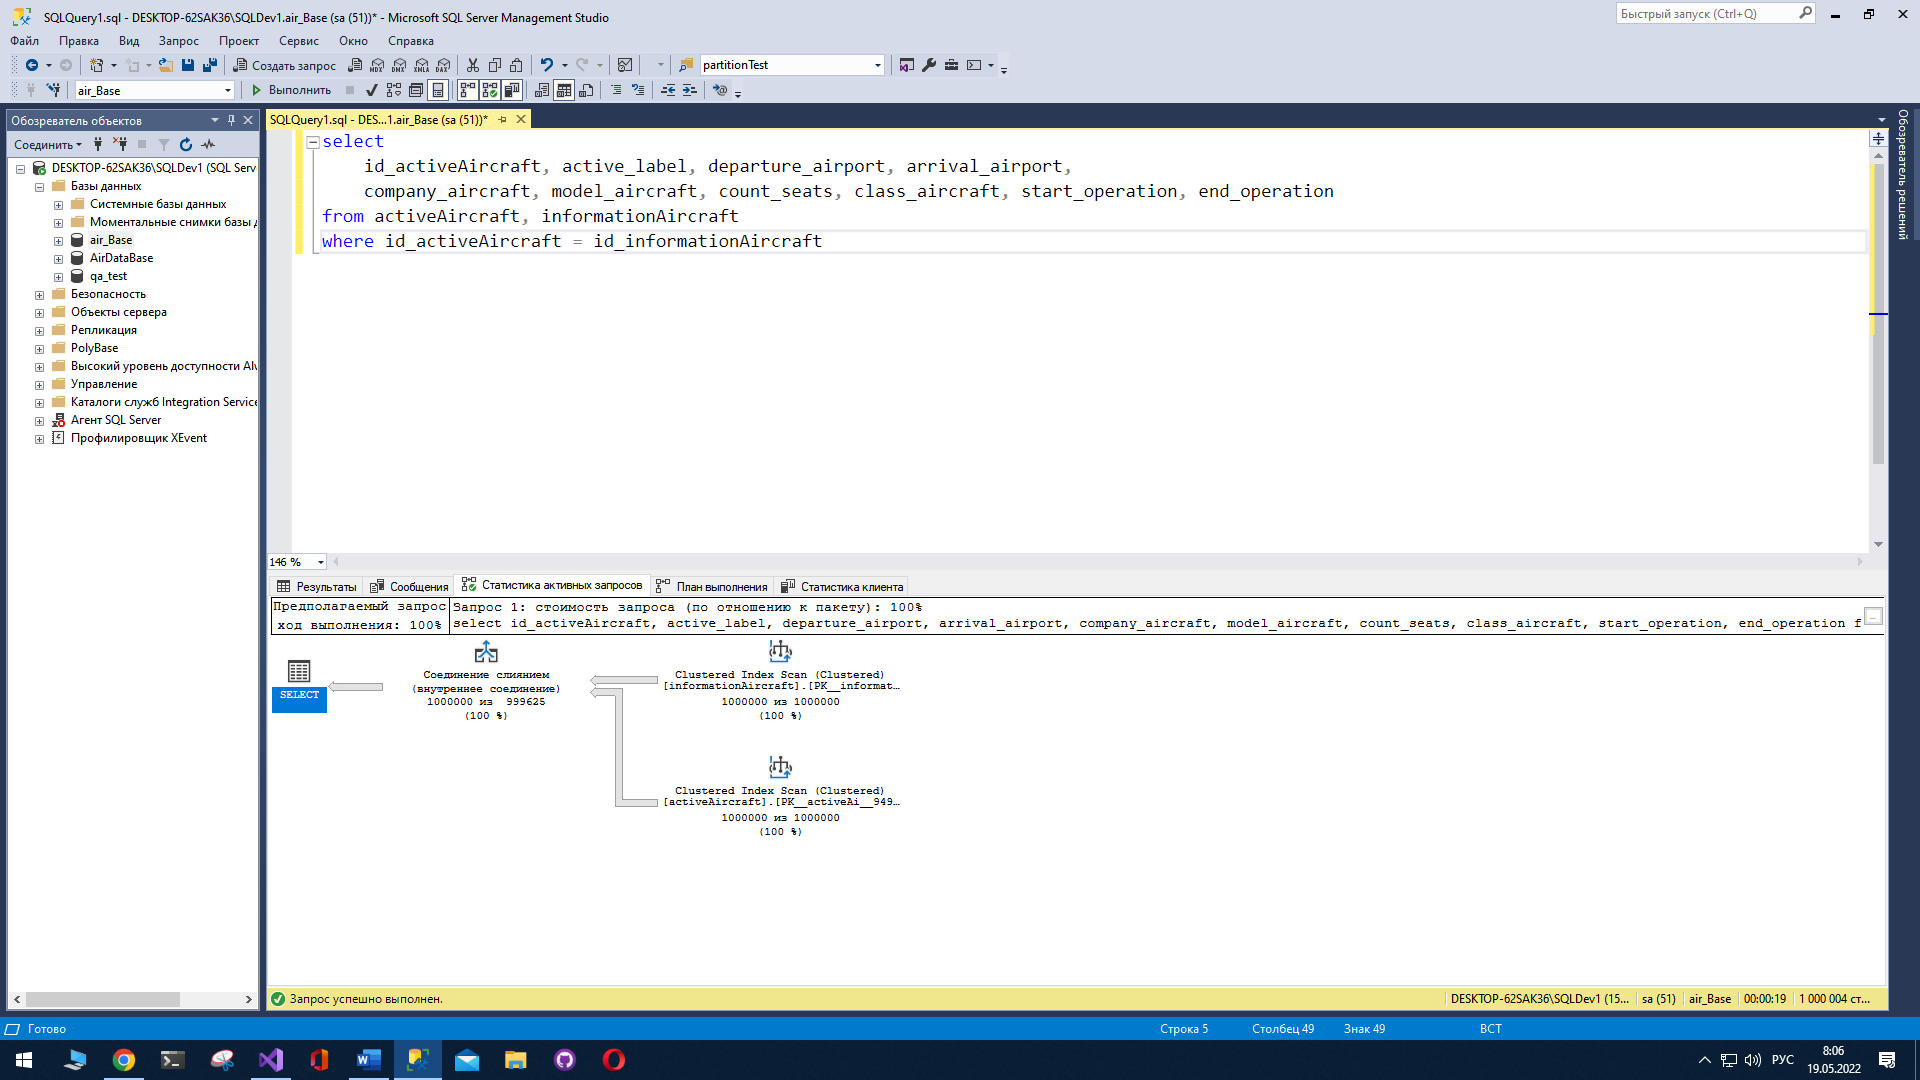 SQLQuery1.sql - DESKTOP-62SAK36\SQLDev1.air_Base (sa (51))* - Microsoft SQL Server Management Studio
Быстрый запуск (Ctrl+Q)
Файл Правка Вид Запрос Проект Сервис Окно Справка
Создать запрос MDX DMX XMLA DAX partitionTest
air_Base Выполнить
Обозреватель объектов
Соединить
DESKTOP-62SAK36\SQLDev1 (SQL Serv
Базы данных
Системные базы данных
Моментальные снимки базы д
air_Base
AirDataBase
qa_test
Безопасность
Объекты сервера
Репликация
PolyBase
Высокий уровень доступности Alw
Управление
Каталоги служб Integration Service
Агент SQL Server
Профилировщик XEvent
SQLQuery1.sql - DES...1.air_Base (sa (51))*
select
id_activeAircraft, active_label, departure_airport, arrival_airport,
company_aircraft, model_aircraft, count_seats, class_aircraft, start_operation, end_operation
from activeAircraft, informationAircraft
where id_activeAircraft = id_informationAircraft
Обозреватель решений
146 %
Результаты Сообщения Статистика активных запросов План выполнения Статистика клиента
Предполагаемый запрос
ход выполнения: 100%
Запрос 1: стоимость запроса (по отношению к пакету): 100%
select id_activeAircraft, active_label, departure_airport, arrival_airport, company_aircraft, model_aircraft, count_seats, class_aircraft, start_operation, end_operation f
...
SELECT
Соединение слиянием
(внутреннее соединение)
1000000 из 999625
(100 %)
Clustered Index Scan (Clustered)
[informationAircraft].[PK__informat…
1000000 из 1000000
(100 %)
Clustered Index Scan (Clustered)
[activeAircraft].[PK__activeAi__949…
1000000 из 1000000
(100 %)
Запрос успешно выполнен.
DESKTOP-62SAK36\SQLDev1 (15... sa (51) air_Base 00:00:19 1 000 004 ст...
Готово
Строка 5 Столбец 49 Знак 49 ВСТ
РУС
8:06
19.05.2022